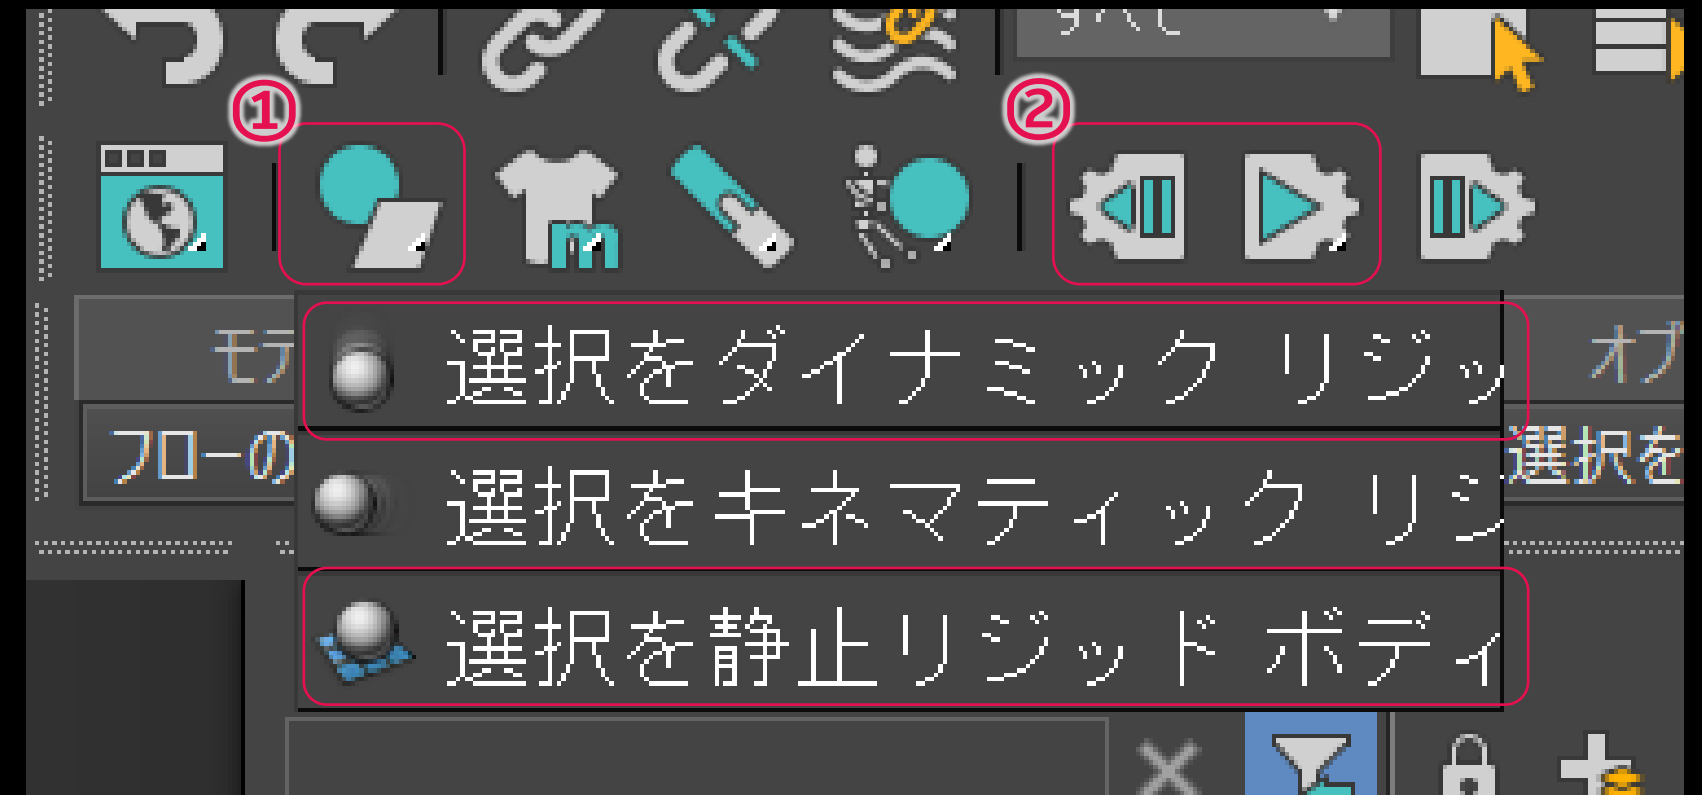 すべて
①
②
m
モデ
選択をダイナミック リジッ
オブ
フローの
選択をキネマティック リジ
選択を
選択を静止リジッド ボディ